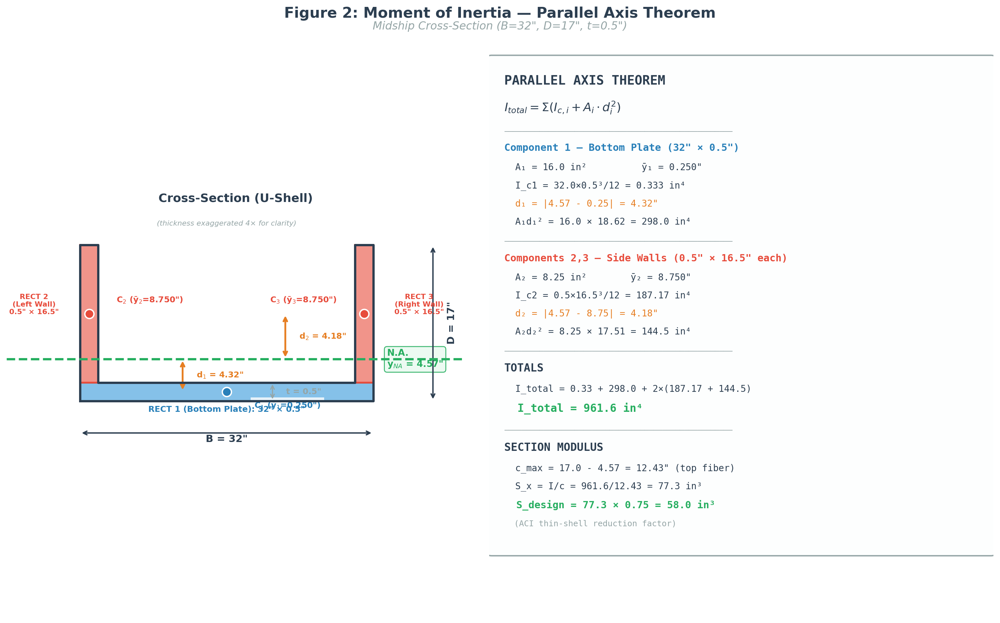 Figure 2: Moment of Inertia — Parallel Axis Theorem
Midship Cross-Section (B=32", D=17", t=0.5")
Cross-Section (U-Shell)
(thickness exaggerated 4× for clarity)
RECT 2
(Left Wall)
0.5" × 16.5"
C₂ (ȳ₂=8.750")
C₃ (ȳ₃=8.750")
RECT 3
(Right Wall)
0.5" × 16.5"
D = 17"
d₂ = 4.18"
N.A.
y_NA = 4.57"
d₁ = 4.32"
t = 0.5"
C₁ (ȳ₁=0.250")
RECT 1 (Bottom Plate): 32" × 0.5"
B = 32"
PARALLEL AXIS THEOREM
I_total = Σ(I_c,i + A_i · d_i²)
Component 1 — Bottom Plate (32" × 0.5")
A₁ = 16.0 in² ȳ₁ = 0.250"
I_c1 = 32.0×0.5³/12 = 0.333 in⁴
d₁ = |4.57 - 0.25| = 4.32"
A₁d₁² = 16.0 × 18.62 = 298.0 in⁴
Components 2,3 — Side Walls (0.5" × 16.5" each)
A₂ = 8.25 in² ȳ₂ = 8.750"
I_c2 = 0.5×16.5³/12 = 187.17 in⁴
d₂ = |4.57 - 8.75| = 4.18"
A₂d₂² = 8.25 × 17.51 = 144.5 in⁴
TOTALS
I_total = 0.33 + 298.0 + 2×(187.17 + 144.5)
I_total = 961.6 in⁴
SECTION MODULUS
c_max = 17.0 - 4.57 = 12.43" (top fiber)
S_x = I/c = 961.6/12.43 = 77.3 in³
S_design = 77.3 × 0.75 = 58.0 in³
(ACI thin-shell reduction factor)